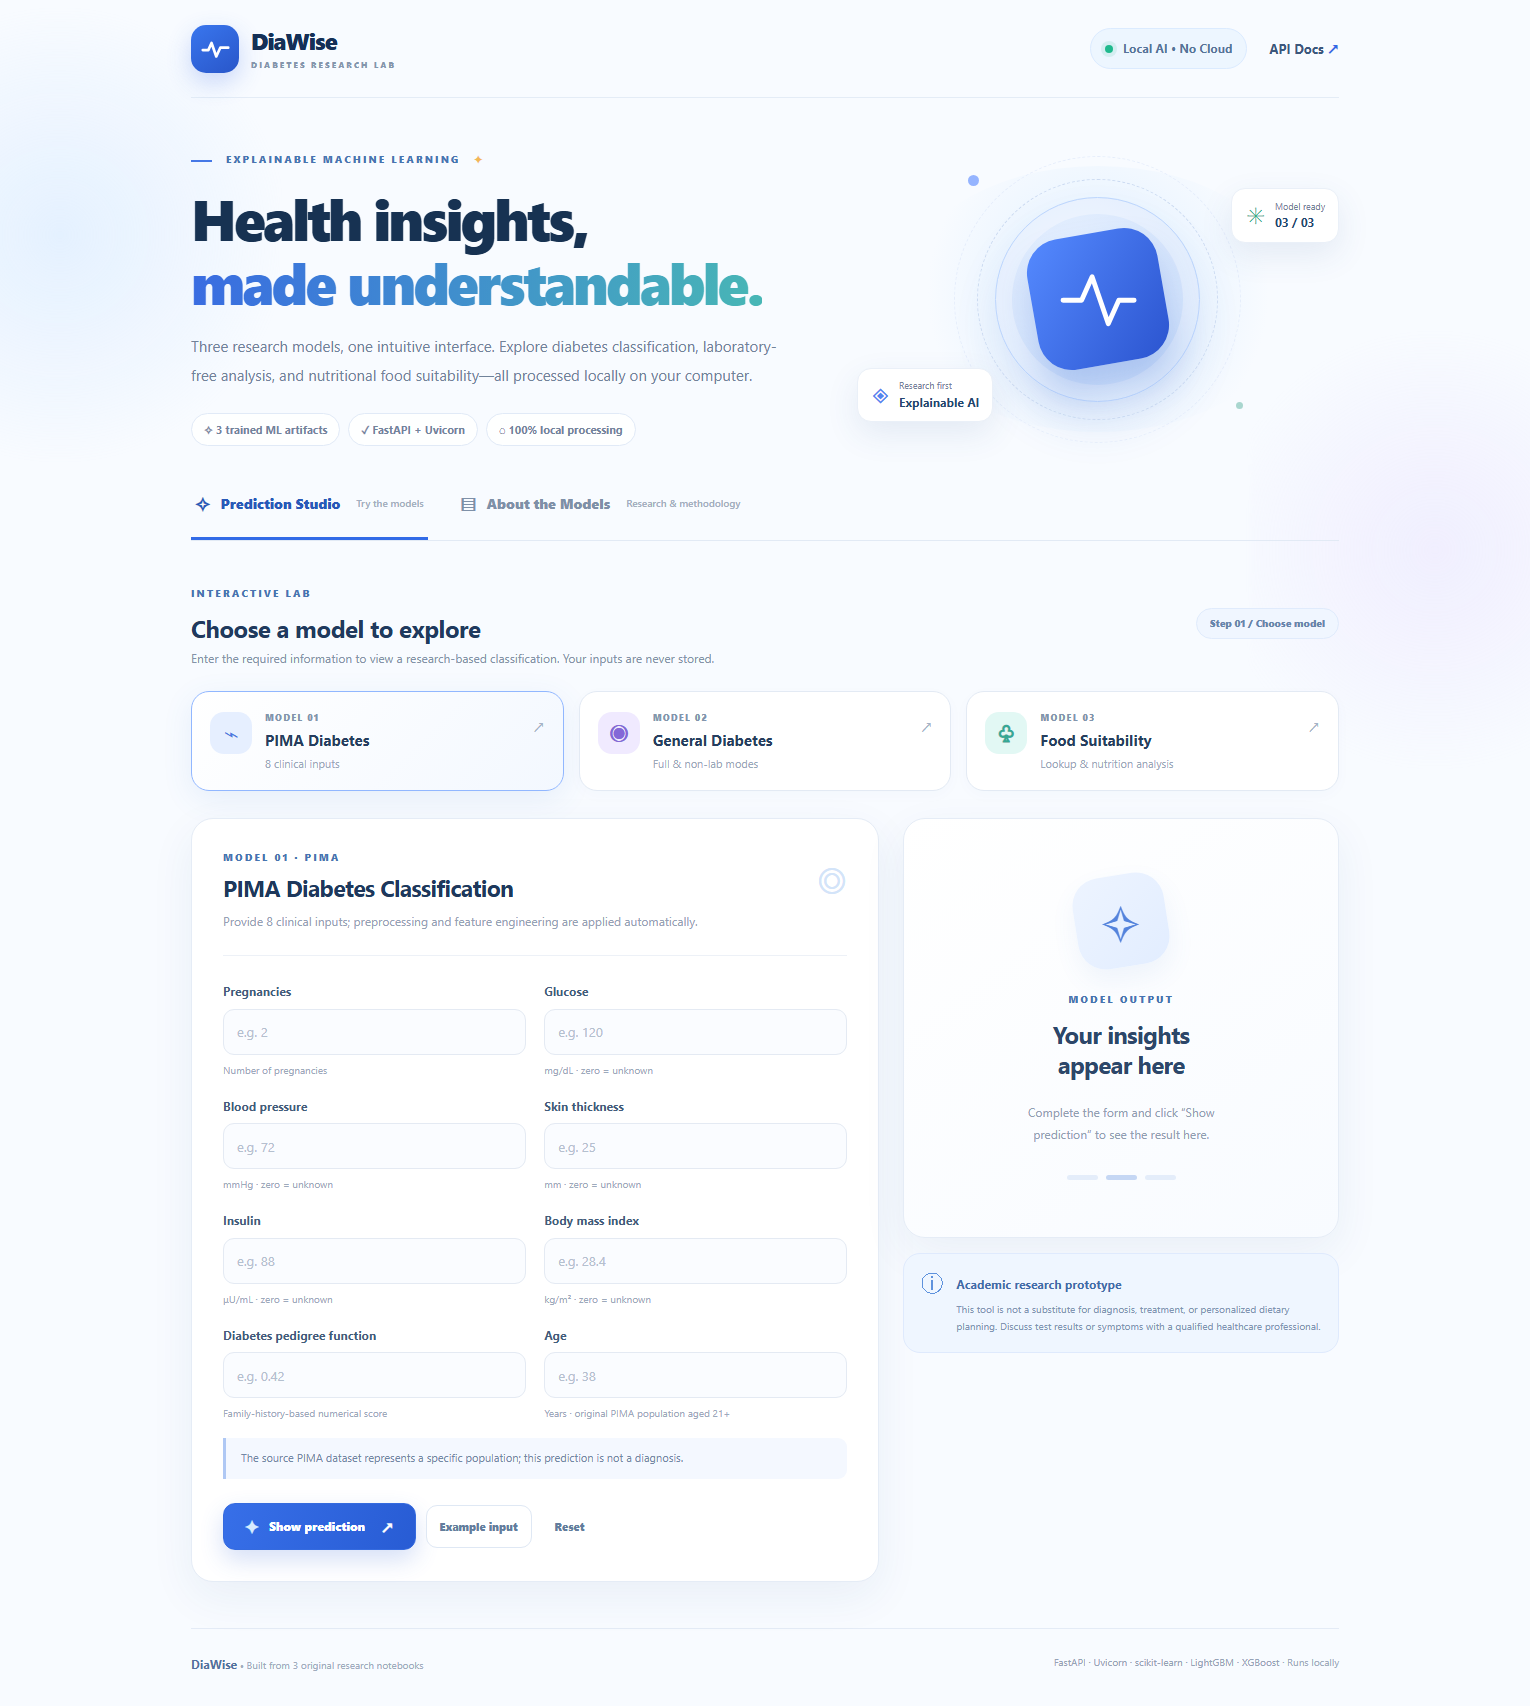 DiaWise
DIABETES RESEARCH LAB
Local AI • No Cloud
API Docs ↗
EXPLAINABLE MACHINE LEARNING ✦
Health insights,
made understandable.
Three research models, one intuitive interface. Explore diabetes classification, laboratory-
free analysis, and nutritional food suitability—all processed locally on your computer.
✧ 3 trained ML artifacts
✓ FastAPI + Uvicorn
⌂ 100% local processing
Model ready
03 / 03
Research first
Explainable AI
Prediction Studio
Try the models
About the Models
Research & methodology
INTERACTIVE LAB
Choose a model to explore
Enter the required information to view a research-based classification. Your inputs are never stored.
Step 01 / Choose model
MODEL 01
PIMA Diabetes
8 clinical inputs
MODEL 02
General Diabetes
Full & non-lab modes
MODEL 03
Food Suitability
Lookup & nutrition analysis
MODEL 01 · PIMA
PIMA Diabetes Classification
Provide 8 clinical inputs; preprocessing and feature engineering are applied automatically.
Pregnancies
e.g. 2
Number of pregnancies
Glucose
e.g. 120
mg/dL · zero = unknown
Blood pressure
e.g. 72
mmHg · zero = unknown
Skin thickness
e.g. 25
mm · zero = unknown
Insulin
e.g. 88
µU/mL · zero = unknown
Body mass index
e.g. 28.4
kg/m² · zero = unknown
Diabetes pedigree function
e.g. 0.42
Family-history-based numerical score
Age
e.g. 38
Years · original PIMA population aged 21+
The source PIMA dataset represents a specific population; this prediction is not a diagnosis.
✦ Show prediction ↗
Example input
Reset
MODEL OUTPUT
Your insights
appear here
Complete the form and click “Show
prediction” to see the result here.
Academic research prototype
This tool is not a substitute for diagnosis, treatment, or personalized dietary
planning. Discuss test results or symptoms with a qualified healthcare professional.
DiaWise • Built from 3 original research notebooks
FastAPI · Uvicorn · scikit-learn · LightGBM · XGBoost · Runs locally